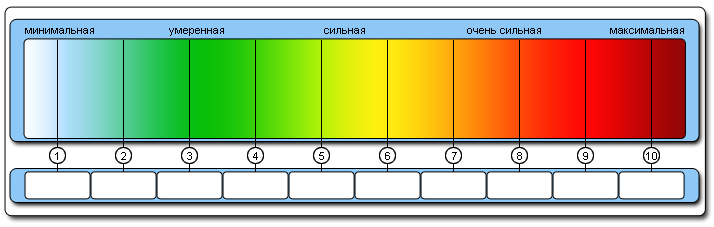 минимальная умеренная сильная очень сильная максимальная
1 2 3 4 5 6 7 8 9 10